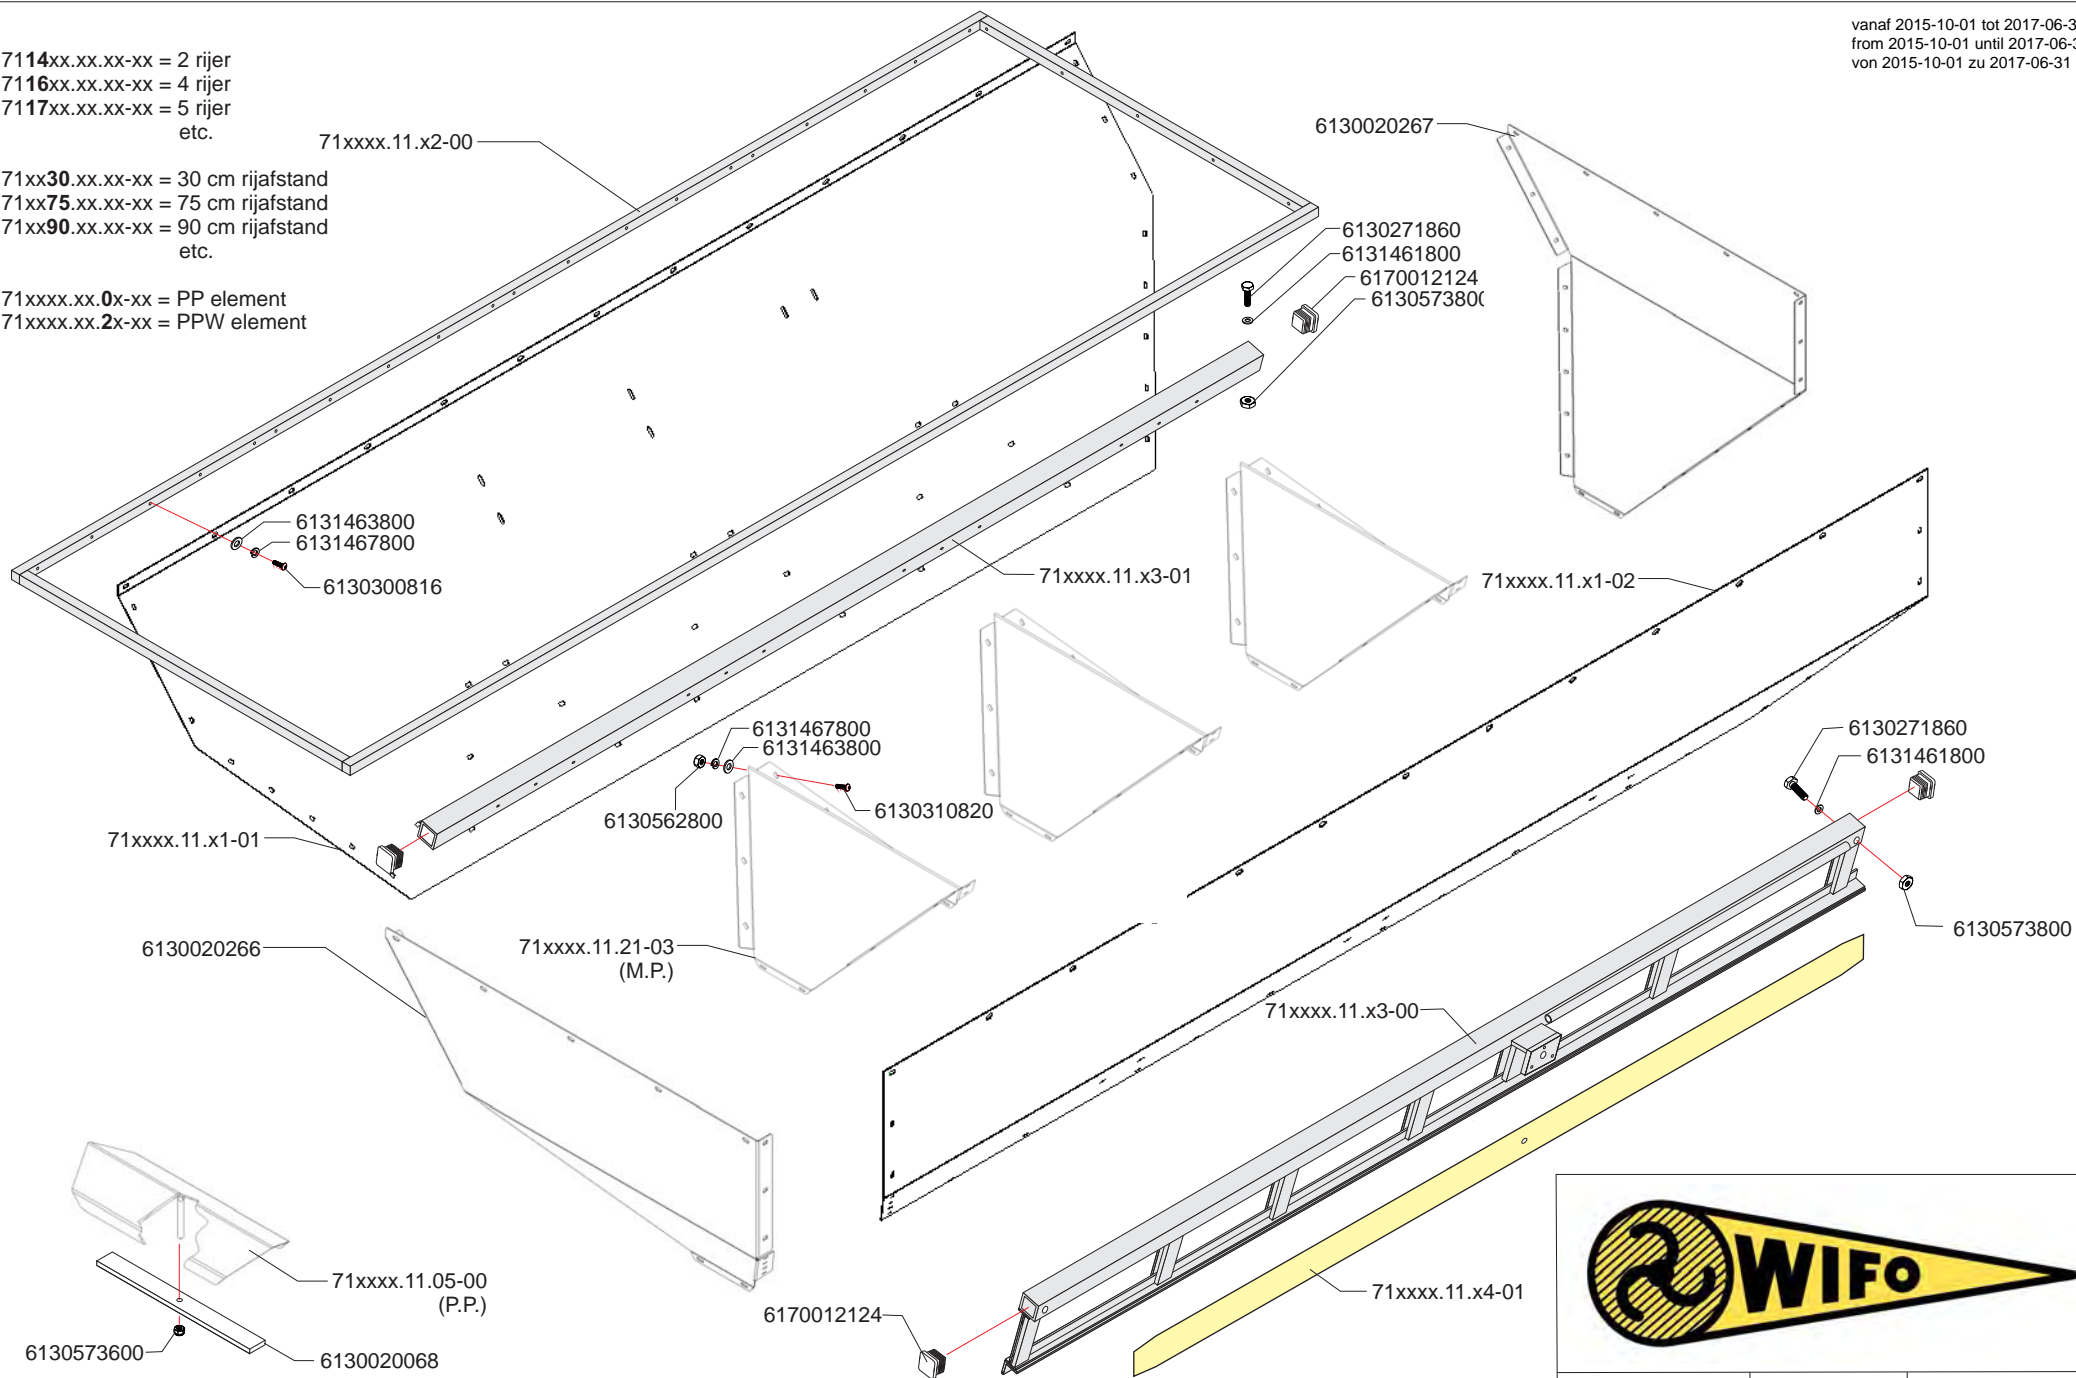 vanaf 2015-10-01 tot 2017-06-3
from 2015-10-01 until 2017-06-3
von 2015-10-01 zu 2017-06-31
7114xx.xx.xx-xx = 2 rijer
7116xx.xx.xx-xx = 4 rijer
7117xx.xx.xx-xx = 5 rijer
etc.
71xx30.xx.xx-xx = 30 cm rijafstand
71xx75.xx.xx-xx = 75 cm rijafstand
71xx90.xx.xx-xx = 90 cm rijafstand
etc.
71xxxx.xx.0x-xx = PP element
71xxxx.xx.2x-xx = PPW element
71xxxx.11.x2-00
6130020267
6130271860
6131461800
6170012124
6130573800
6131463800
6131467800
6130300816
71xxxx.11.x3-01
71xxxx.11.x1-02
6131467800
6131463800
6130562800
6130310820
6130271860
6131461800
6130573800
71xxxx.11.x1-01
6130020266
71xxxx.11.21-03
(M.P.)
71xxxx.11.x3-00
71xxxx.11.05-00
(P.P.)
6130573600
6130020068
6170012124
71xxxx.11.x4-01
WIFO